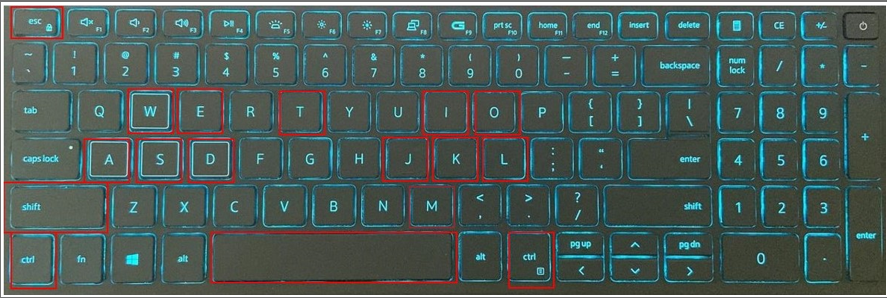 esc F1 F2 F3 F4 F5 F6 F7 F8 F9 prt sc F10 home F11 end F12 insert delete CE +/-
~ ` ! 1 @ 2 # 3 $ 4 % 5 ^ 6 & 7 * 8 ( 9 ) 0 — - + = backspace num lock / * -
tab Q W E R T Y U I O P { [ } ] | \ 7 8 9 +
caps lock A S D F G H J K L : ; " ' enter 4 5 6
shift Z X C V B N M < , > . ? / shift 1 2 3 enter
ctrl fn alt alt ctrl pg up < ^ v pg dn > 0 .